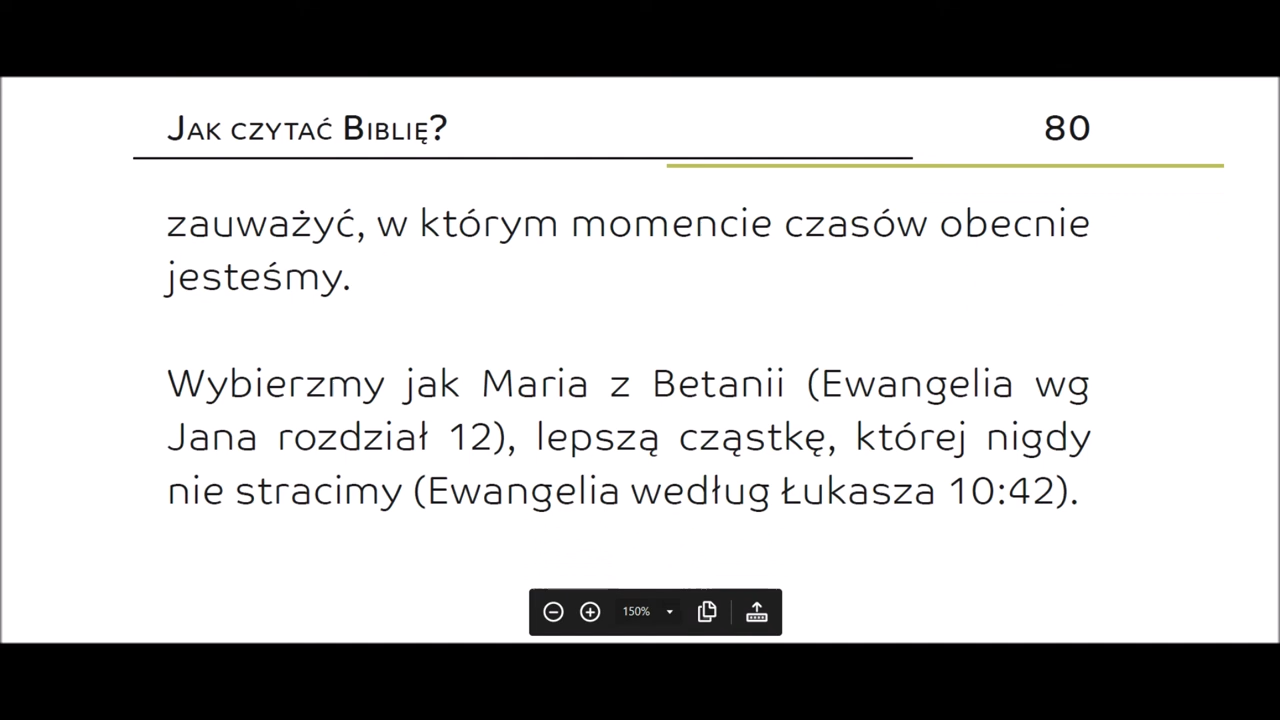 Jak czytać Biblię?
80
zauważyć, w którym momencie czasów obecnie
jesteśmy.
Wybierzmy jak Maria z Betanii (Ewangelia wg
Jana rozdział 12), lepszą cząstkę, której nigdy
nie stracimy (Ewangelia według Łukasza 10:42).
150%